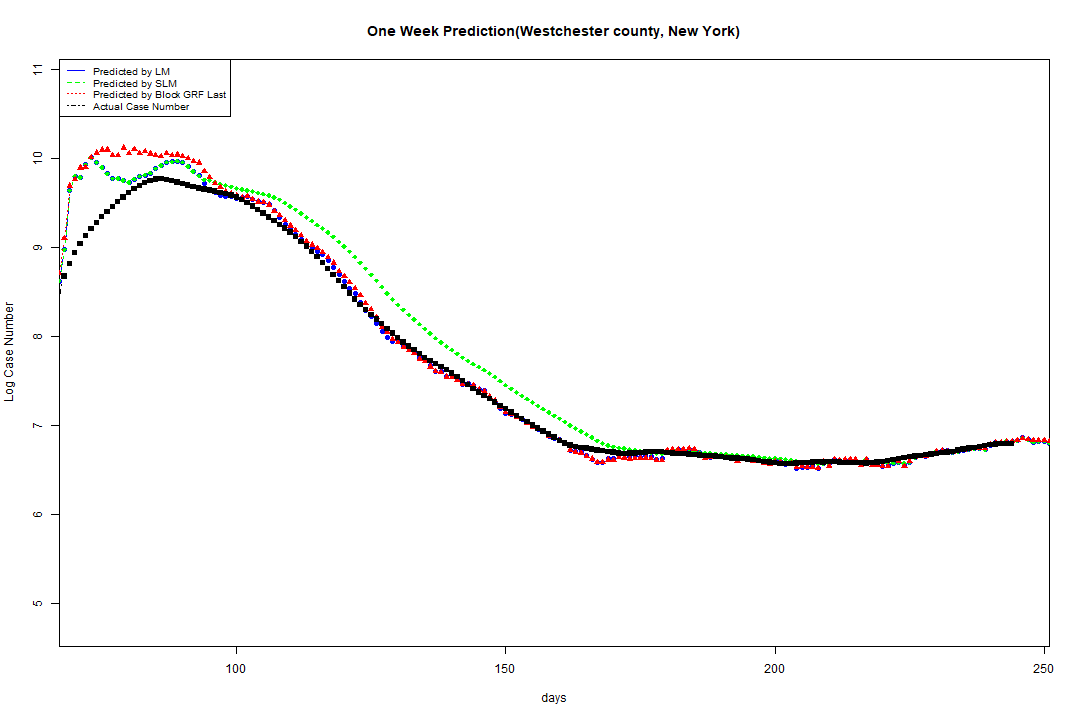 One Week Prediction(Westchester county, New York)
Predicted by LM
Predicted by SLM
Predicted by Block GRF Last
Actual Case Number
11
10
9
8
7
6
5
Log Case Number
100 150 200 250
days